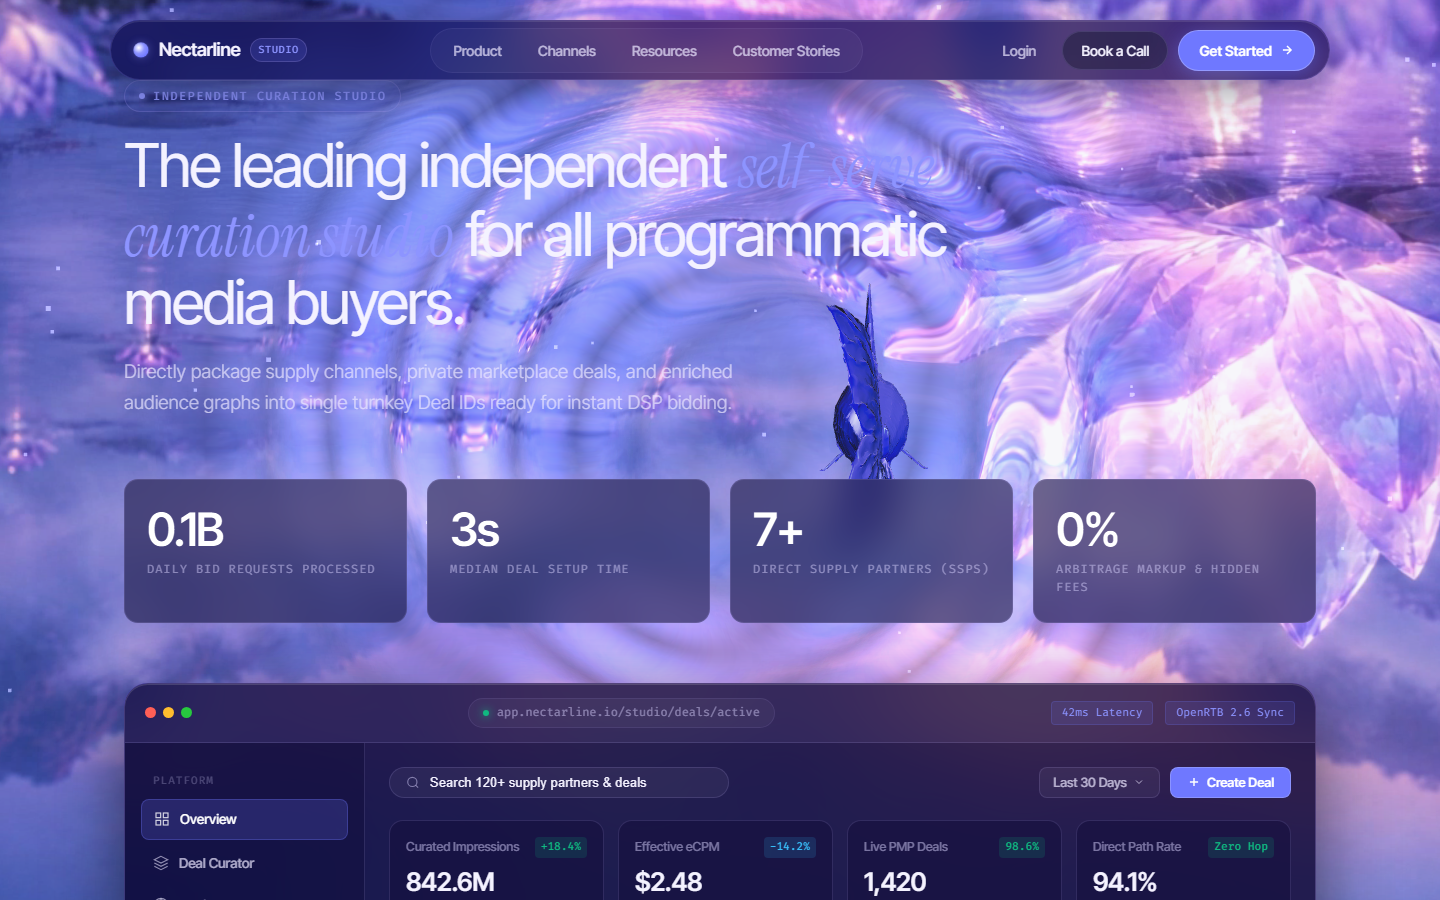 Nectarline STUDIO Product Channels Resources Customer Stories Login Book a Call Get Started →
INDEPENDENT CURATION STUDIO
The leading independent self-serve
curation studio for all programmatic
media buyers.
Directly package supply channels, private marketplace deals, and enriched
audience graphs into single turnkey Deal IDs ready for instant DSP bidding.
0.1B
DAILY BID REQUESTS PROCESSED
3s
MEDIAN DEAL SETUP TIME
7+
DIRECT SUPPLY PARTNERS (SSPS)
0%
ARBITRAGE MARKUP & HIDDEN
FEES
app.nectarline.io/studio/deals/active 42ms Latency OpenRTB 2.6 Sync
PLATFORM
Overview
Deal Curator
Search 120+ supply partners & deals Last 30 Days + Create Deal
Curated Impressions +18.4%
842.6M
Effective eCPM -14.2%
$2.48
Live PMP Deals 98.6%
1,420
Direct Path Rate Zero Hop
94.1%